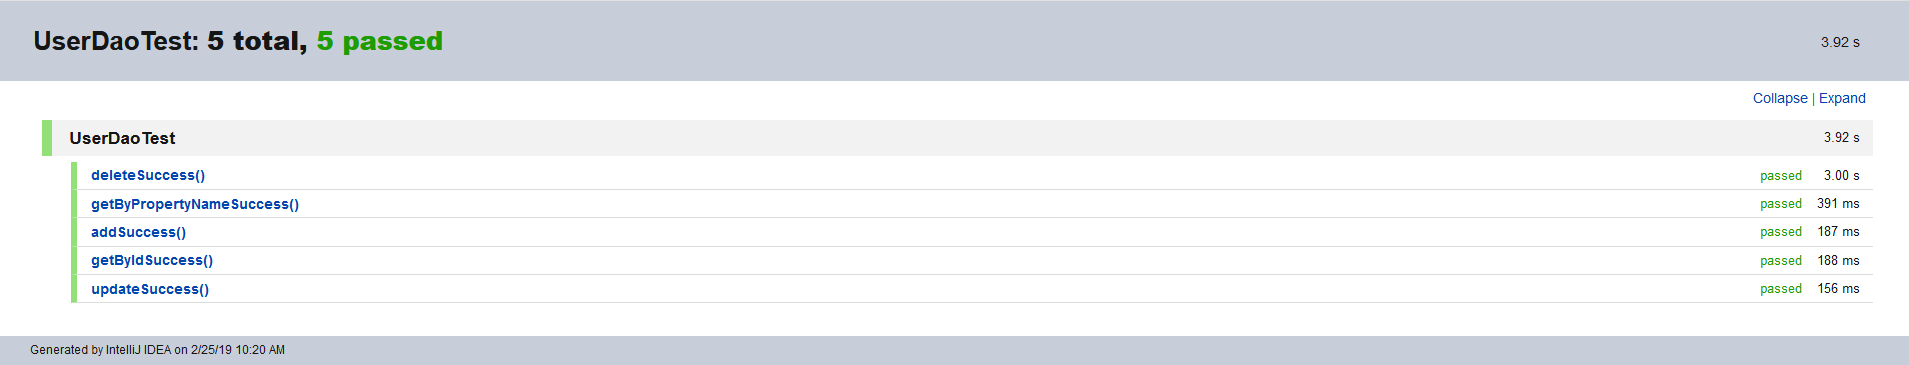 UserDaoTest: 5 total, 5 passed 3.92 s
Collapse | Expand
UserDaoTest 3.92 s
deleteSuccess() passed 3.00 s
getByPropertyNameSuccess() passed 391 ms
addSuccess() passed 187 ms
getByIdSuccess() passed 188 ms
updateSuccess() passed 156 ms
Generated by IntelliJ IDEA on 2/25/19 10:20 AM